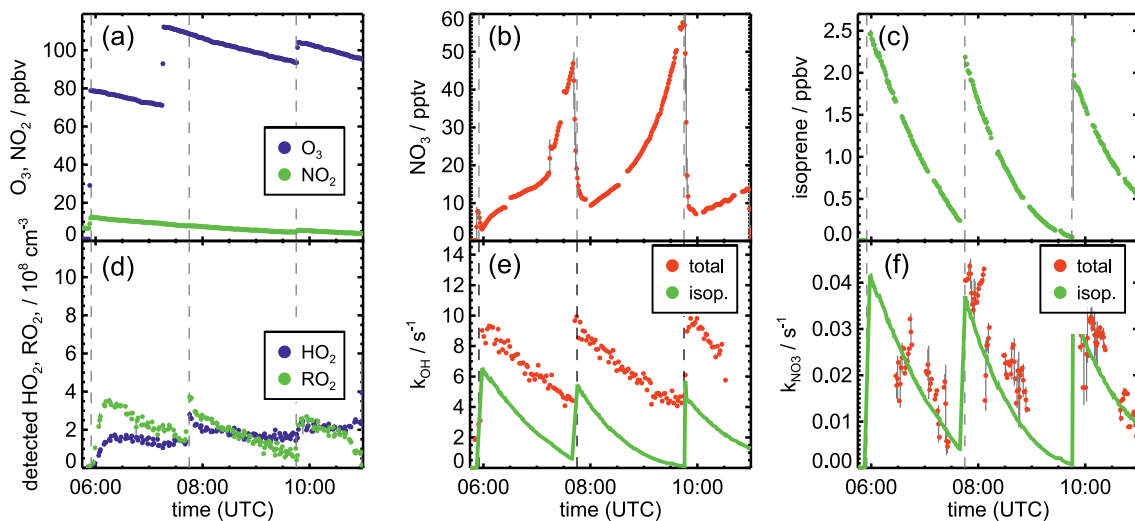 (a)
O₃, NO₂ / ppbv
100
80
60
40
20
0
O₃
NO₂
(b)
NO₃ / pptv
60
50
40
30
20
10
0
(c)
isoprene / ppbv
2.5
2.0
1.5
1.0
0.5
0.0
(d)
detected HO₂, RO₂, / 10⁸ cm⁻³
10
8
6
4
2
0
HO₂
RO₂
06:00 08:00 10:00
time (UTC)
(e)
k_OH / s⁻¹
14
12
10
8
6
4
2
0
total
isop.
06:00 08:00 10:00
time (UTC)
(f)
k_NO3 / s⁻¹
0.04
0.03
0.02
0.01
0.00
total
isop.
06:00 08:00 10:00
time (UTC)